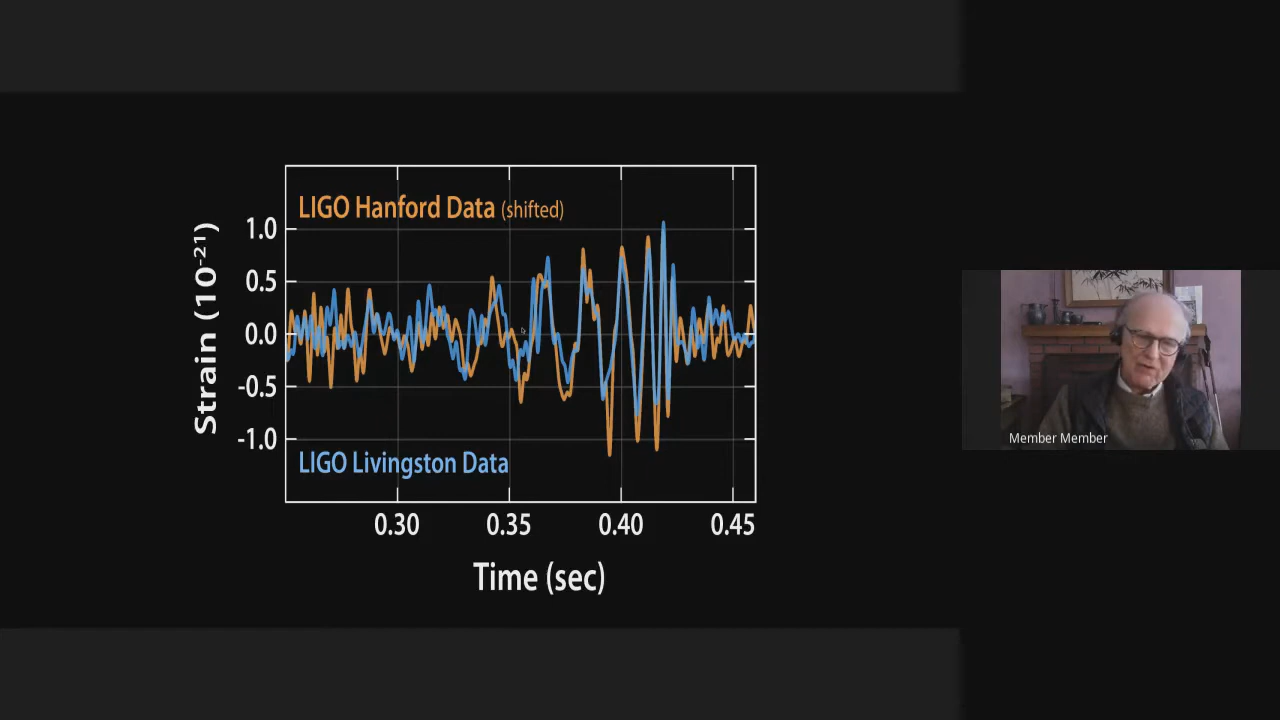 LIGO Hanford Data (shifted)
1.0
0.5
0.0
-0.5
-1.0
Strain (10⁻²¹)
LIGO Livingston Data
0.30 0.35 0.40 0.45
Time (sec)
Member Member